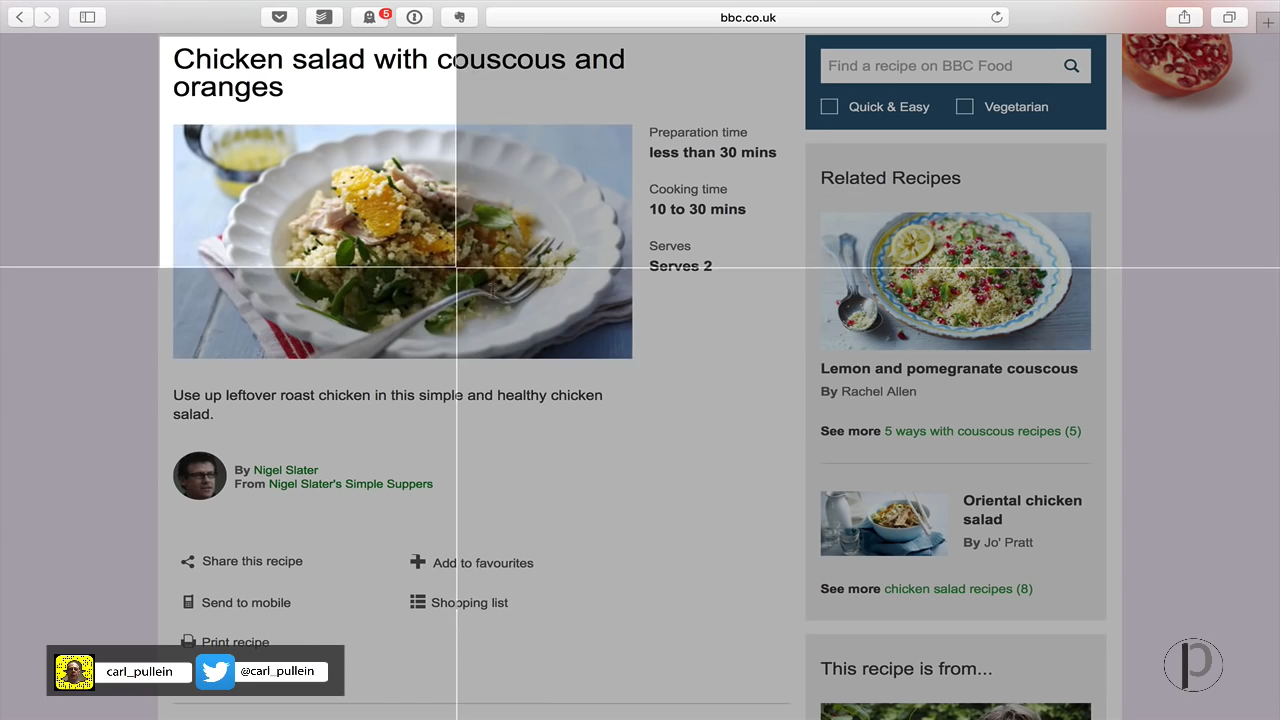 5
bbc.co.uk
Chicken salad with couscous and
oranges
Preparation time
less than 30 mins
Cooking time
10 to 30 mins
Serves
Serves 2
Use up leftover roast chicken in this simple and healthy chicken
salad.
By Nigel Slater
From Nigel Slater's Simple Suppers
Share this recipe
Add to favourites
Send to mobile
Shopping list
Print recipe
Find a recipe on BBC Food
Quick & Easy
Vegetarian
Related Recipes
Lemon and pomegranate couscous
By Rachel Allen
See more 5 ways with couscous recipes (5)
Oriental chicken
salad
By Jo' Pratt
See more chicken salad recipes (8)
This recipe is from...
carl_pullein
@carl_pullein
p